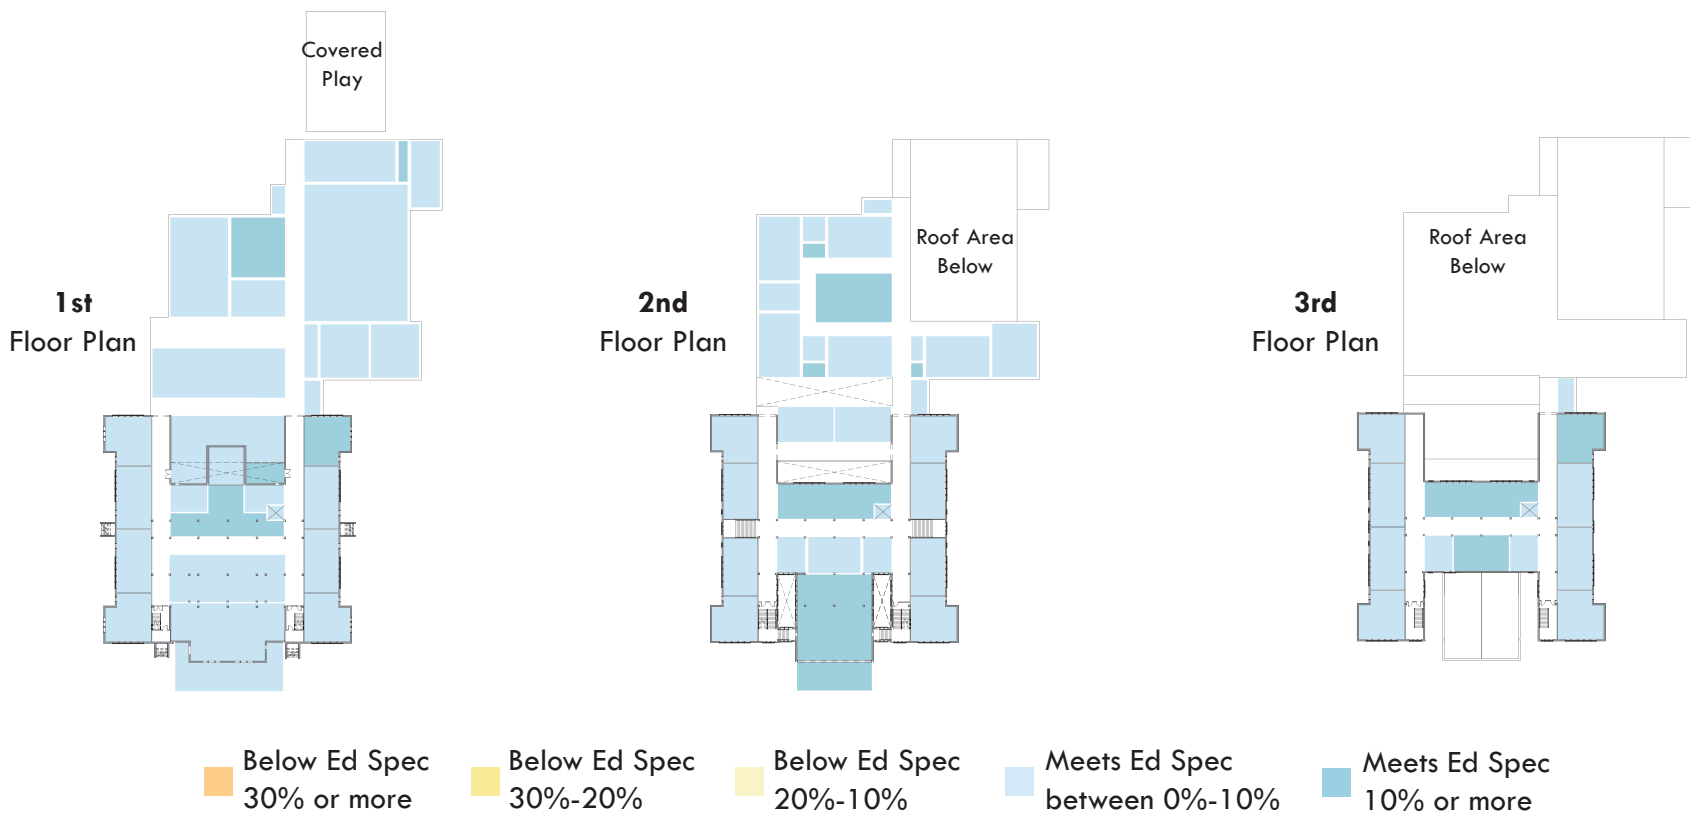 Covered
Play
1st
Floor Plan
2nd
Floor Plan
Roof Area
Below
3rd
Floor Plan
Roof Area
Below
Below Ed Spec
30% or more
Below Ed Spec
30%-20%
Below Ed Spec
20%-10%
Meets Ed Spec
between 0%-10%
Meets Ed Spec
10% or more